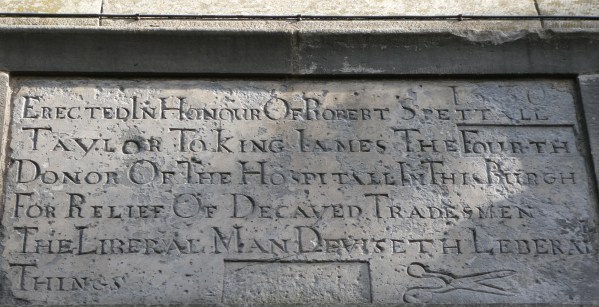 ERECTED IN HONOUR OF ROBERT SPETTALL
TAYLOR TO KING IAMES THE FOURTH
DONOR OF THE HOSPITALL IN THIS BURGH
FOR RELIEF OF DECAYED TRADESMEN
THE LIBERAL MAN DEVISETH LEBERAL
THINGS